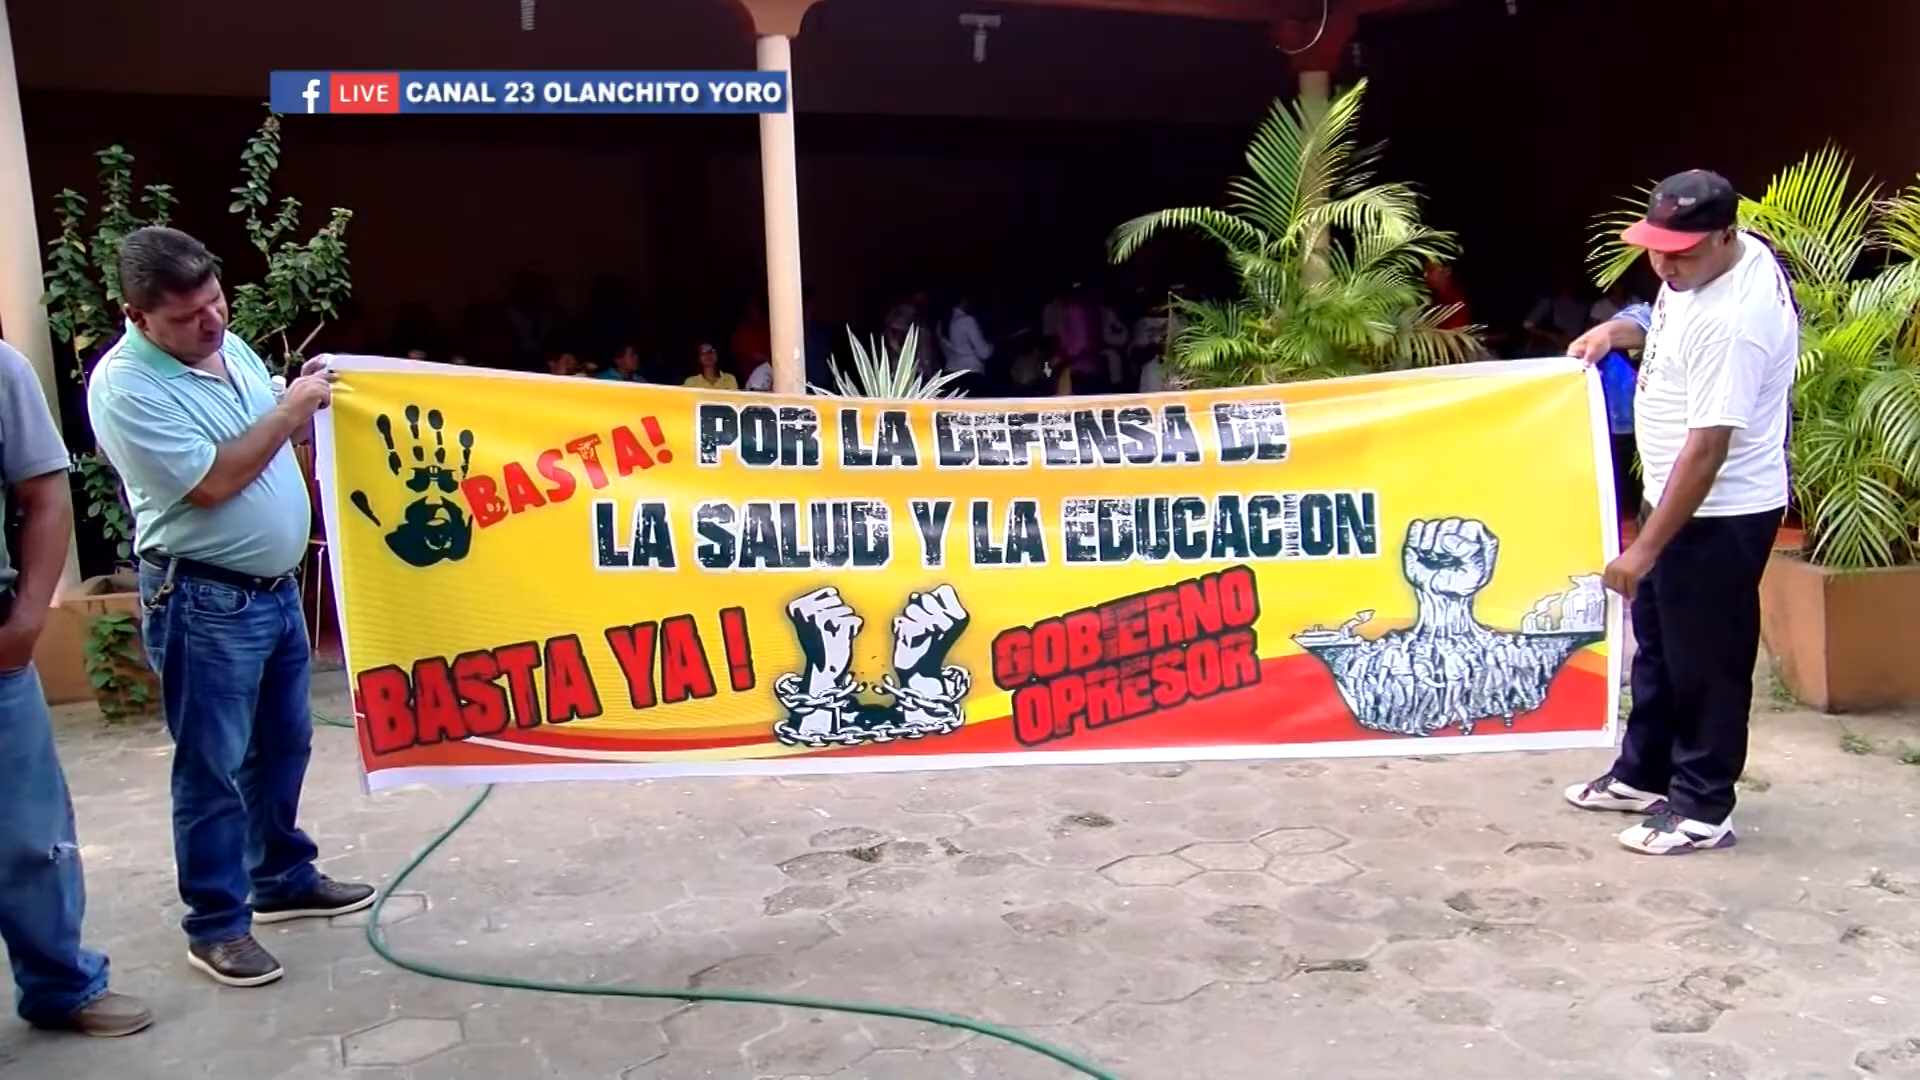 f LIVE CANAL 23 OLANCHITO YORO
BASTA!
POR LA DEFENSA DE
LA SALUD Y LA EDUCACION
BASTA YA !
GOBIERNO
OPRESOR